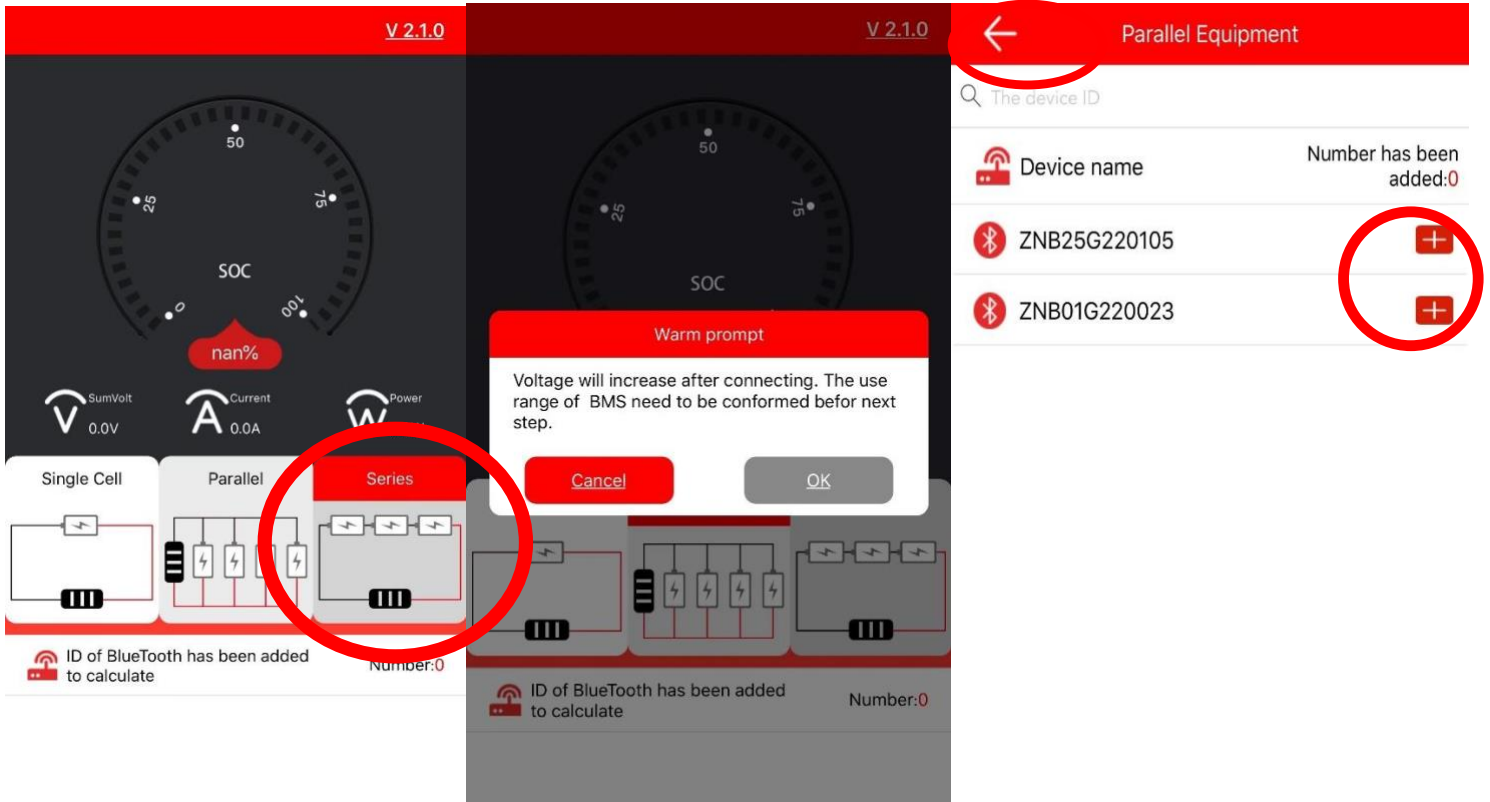 V 2.1.0
50
25
75
SOC
0
100
nan%
SumVolt
V 0.0V
Current
A 0.0A
Power
W
Single Cell
Parallel
Series
ID of BlueTooth has been added
to calculate
Number:0
V 2.1.0
50
25
75
SOC
Warm prompt
Voltage will increase after connecting. The use
range of BMS need to be conformed befor next
step.
Cancel
OK
ID of BlueTooth has been added
to calculate
Number:0
Parallel Equipment
The device ID
Device name
Number has been
added:0
ZNB25G220105
ZNB01G220023